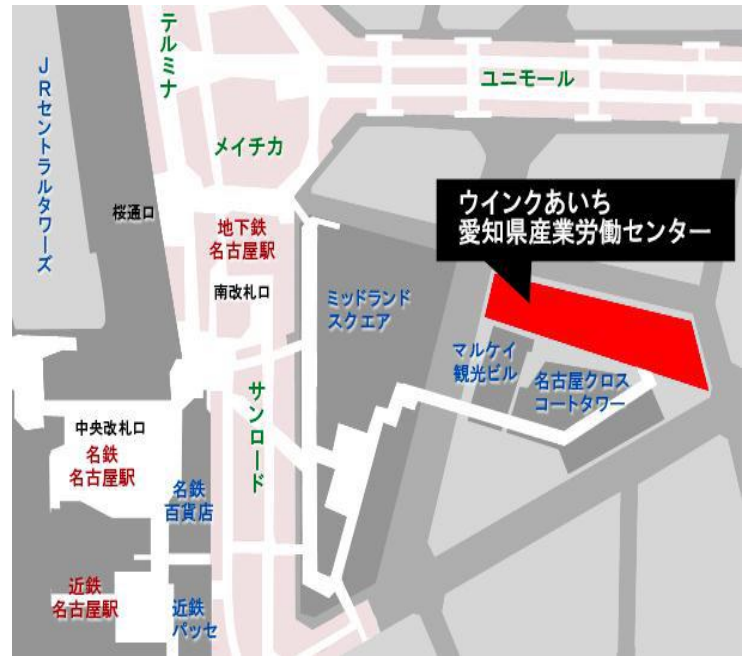 テルミナ
JRセントラルタワーズ
ユニモール
メイチカ
ウインクあいち
愛知県産業労働センター
桜通口
地下鉄
名古屋駅
南改札口
ミッドランド
スクエア
マルケイ
観光ビル
名古屋クロス
コートタワー
サンロード
中央改札口
名鉄
名古屋駅
名鉄
百貨店
近鉄
名古屋駅
近鉄
パッセ